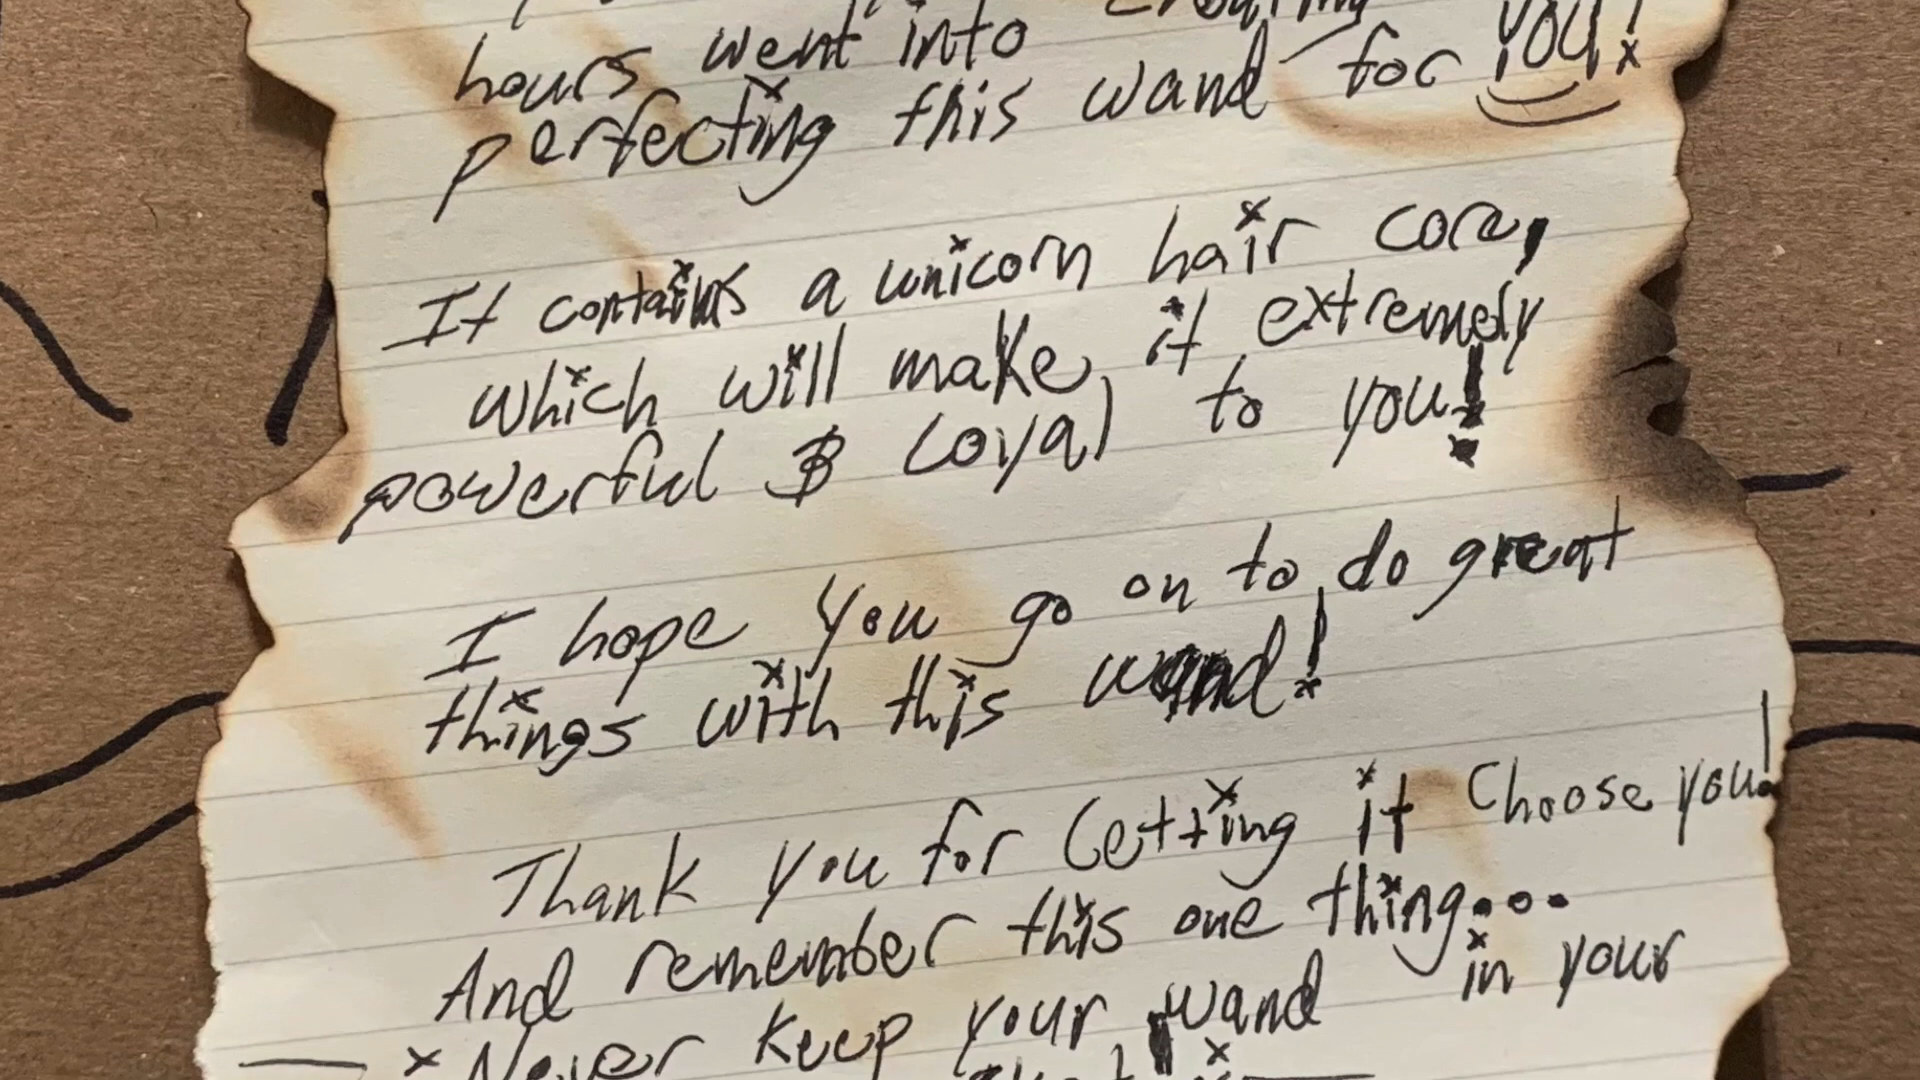 hours went into creating
perfecting this wand for you!
It contains a unicorn hair core,
which will make it extremely
powerful & loyal to you!
I hope you go on to do great
things with this wand!
Thank you for letting it choose you!
And remember this one thing...
Never keep your wand in your